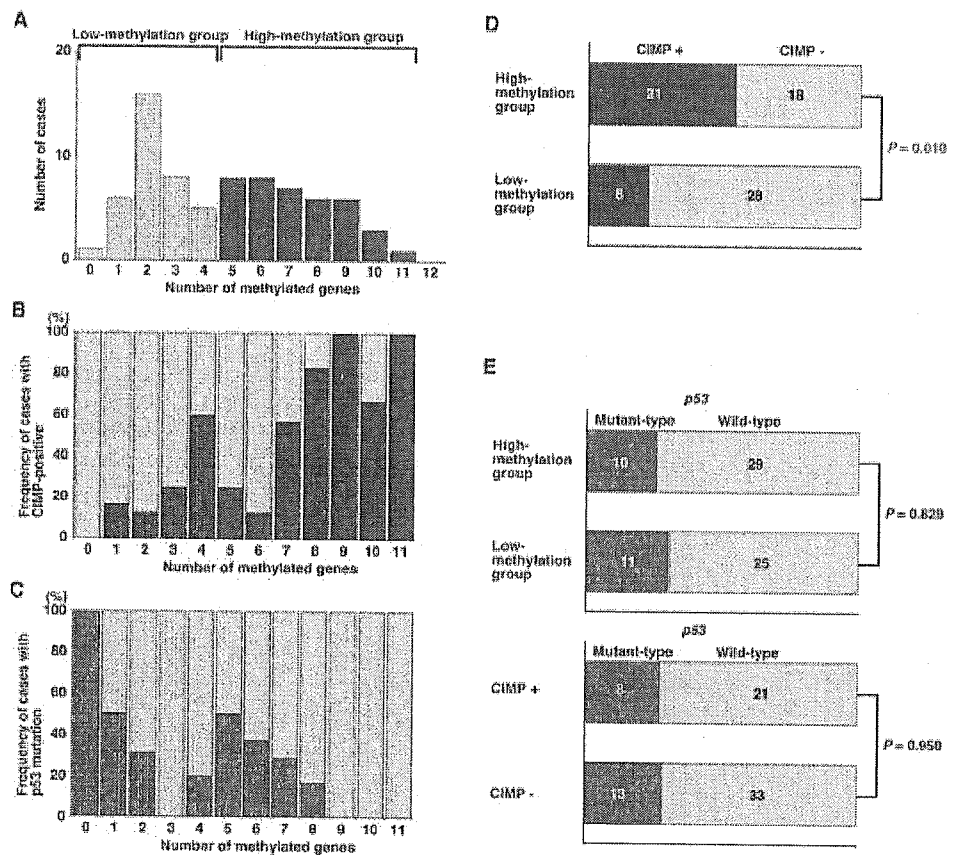 A
Low-methylation group High-methylation group
20
10
0
Number of cases
0 1 2 3 4 5 6 7 8 9 10 11 12
Number of methylated genes
B
(%)
100
80
60
40
20
0
Frequency of cases with
CIMP-positive
0 1 2 3 4 5 6 7 8 9 10 11
Number of methylated genes
C
(%)
100
80
60
40
20
0
Frequency of cases with
p53 mutation
0 1 2 3 4 5 6 7 8 9 10 11
Number of methylated genes
D
CIMP + CIMP -
High-
methylation
group
21 18
P = 0.010
Low-
methylation
group
8 28
E
p53
Mutant-type Wild-type
High-
methylation
group
10 29
P = 0.829
Low-
methylation
group
11 25
p53
Mutant-type Wild-type
CIMP +
8 21
P = 0.950
CIMP -
13 33